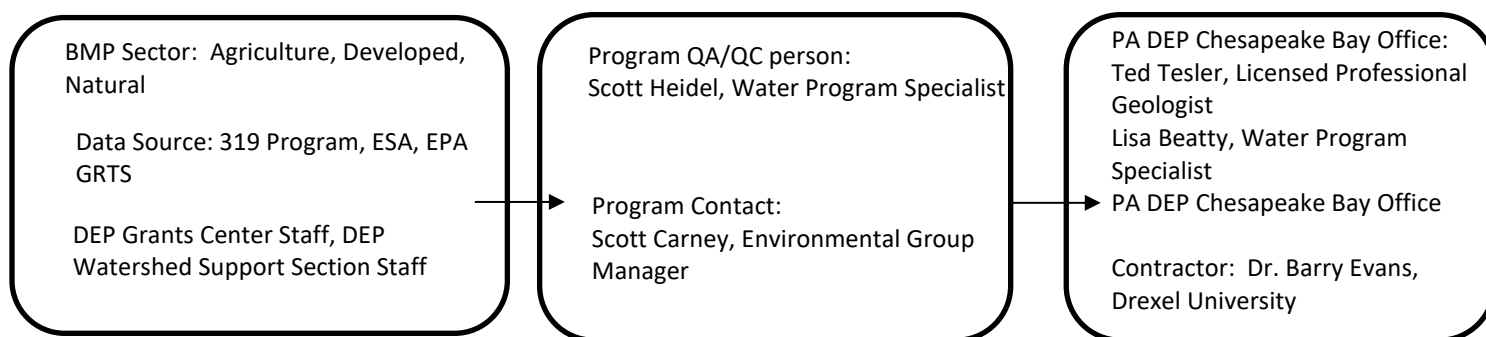 BMP Sector:  Agriculture, Developed,
Natural
Data Source: 319 Program, ESA, EPA
GRTS
DEP Grants Center Staff, DEP
Watershed Support Section Staff
Program QA/QC person:
Scott Heidel, Water Program Specialist
Program Contact:
Scott Carney, Environmental Group
Manager
PA DEP Chesapeake Bay Office:
Ted Tesler, Licensed Professional
Geologist
Lisa Beatty, Water Program
Specialist
PA DEP Chesapeake Bay Office
Contractor:  Dr. Barry Evans,
Drexel University